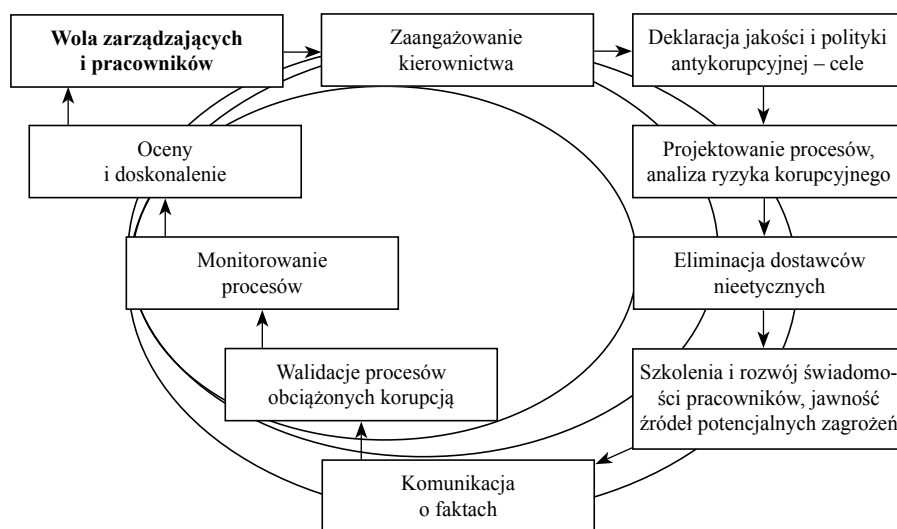 Wola zarządzających
i pracowników
Zaangażowanie
kierownictwa
Deklaracja jakości i polityki
antykorupcyjnej – cele
Projektowanie procesów,
analiza ryzyka korupcyjnego
Eliminacja dostawców
nieetycznych
Szkolenia i rozwój świadomo-
ści pracowników, jawność
źródeł potencjalnych zagrożeń
Komunikacja
o faktach
Walidacje procesów
obciążonych korupcją
Monitorowanie
procesów
Oceny
i doskonalenie